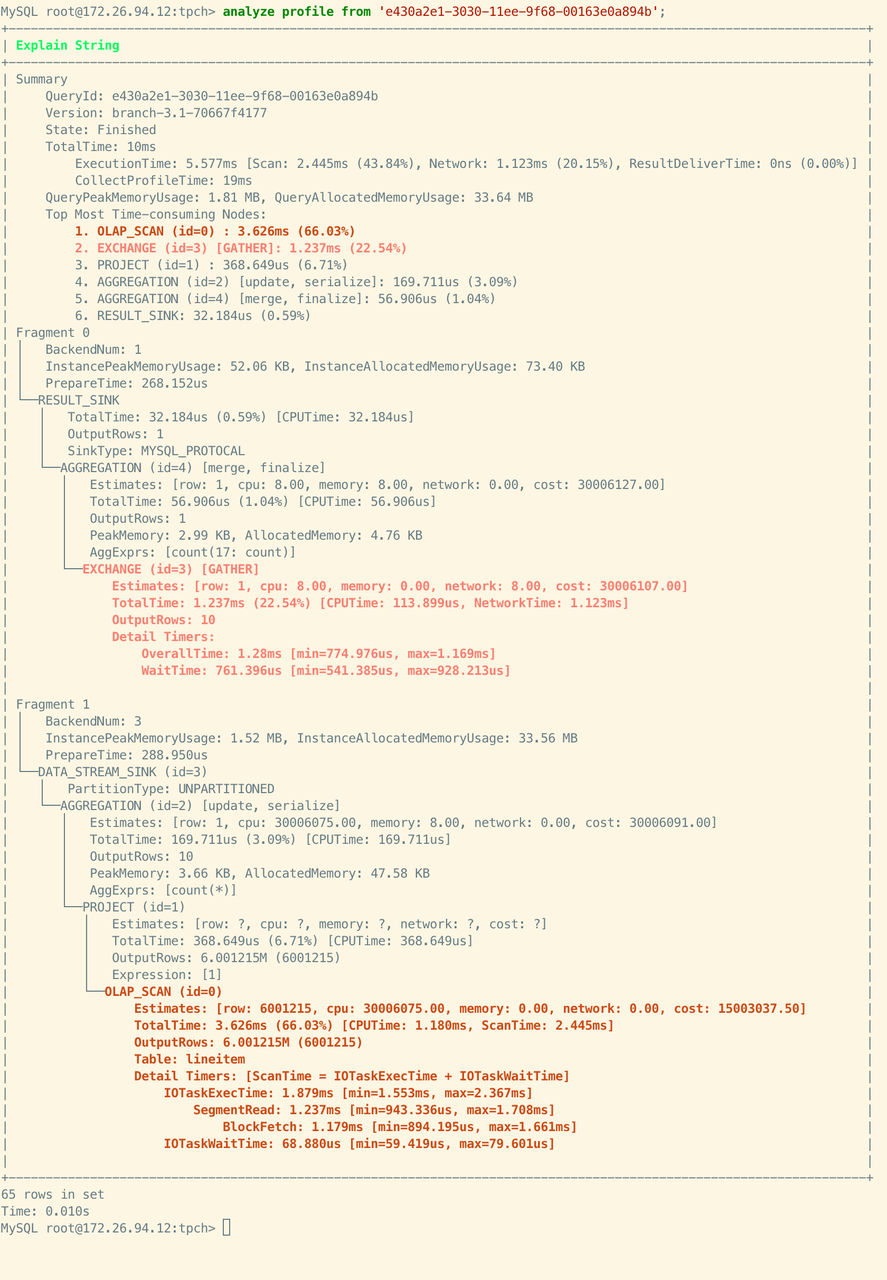 MySQL root@172.26.94.12:tpch> analyze profile from 'e430a2e1-3030-11ee-9f68-00163e0a894b';
Explain String
Summary
QueryId: e430a2e1-3030-11ee-9f68-00163e0a894b
Version: branch-3.1-70667f4177
State: Finished
TotalTime: 10ms
ExecutionTime: 5.577ms [Scan: 2.445ms (43.84%), Network: 1.123ms (20.15%), ResultDeliverTime: 0ns (0.00%)]
CollectProfileTime: 19ms
QueryPeakMemoryUsage: 1.81 MB, QueryAllocatedMemoryUsage: 33.64 MB
Top Most Time-consuming Nodes:
1. OLAP_SCAN (id=0) : 3.626ms (66.03%)
2. EXCHANGE (id=3) [GATHER]: 1.237ms (22.54%)
3. PROJECT (id=1) : 368.649us (6.71%)
4. AGGREGATION (id=2) [update, serialize]: 169.711us (3.09%)
5. AGGREGATION (id=4) [merge, finalize]: 56.906us (1.04%)
6. RESULT_SINK: 32.184us (0.59%)
Fragment 0
BackendNum: 1
InstancePeakMemoryUsage: 52.06 KB, InstanceAllocatedMemoryUsage: 73.40 KB
PrepareTime: 268.152us
RESULT_SINK
TotalTime: 32.184us (0.59%) [CPUTime: 32.184us]
OutputRows: 1
SinkType: MYSQL_PROTOCAL
AGGREGATION (id=4) [merge, finalize]
Estimates: [row: 1, cpu: 8.00, memory: 8.00, network: 0.00, cost: 30006127.00]
TotalTime: 56.906us (1.04%) [CPUTime: 56.906us]
OutputRows: 1
PeakMemory: 2.99 KB, AllocatedMemory: 4.76 KB
AggExprs: [count(17: count)]
EXCHANGE (id=3) [GATHER]
Estimates: [row: 1, cpu: 8.00, memory: 0.00, network: 8.00, cost: 30006107.00]
TotalTime: 1.237ms (22.54%) [CPUTime: 113.899us, NetworkTime: 1.123ms]
OutputRows: 10
Detail Timers:
OverallTime: 1.28ms [min=774.976us, max=1.169ms]
WaitTime: 761.396us [min=541.385us, max=928.213us]
Fragment 1
BackendNum: 3
InstancePeakMemoryUsage: 1.52 MB, InstanceAllocatedMemoryUsage: 33.56 MB
PrepareTime: 288.950us
DATA_STREAM_SINK (id=3)
PartitionType: UNPARTITIONED
AGGREGATION (id=2) [update, serialize]
Estimates: [row: 1, cpu: 30006075.00, memory: 8.00, network: 0.00, cost: 30006091.00]
TotalTime: 169.711us (3.09%) [CPUTime: 169.711us]
OutputRows: 10
PeakMemory: 3.66 KB, AllocatedMemory: 47.58 KB
AggExprs: [count(*)]
PROJECT (id=1)
Estimates: [row: ?, cpu: ?, memory: ?, network: ?, cost: ?]
TotalTime: 368.649us (6.71%) [CPUTime: 368.649us]
OutputRows: 6.001215M (6001215)
Expression: [1]
OLAP_SCAN (id=0)
Estimates: [row: 6001215, cpu: 30006075.00, memory: 0.00, network: 0.00, cost: 15003037.50]
TotalTime: 3.626ms (66.03%) [CPUTime: 1.180ms, ScanTime: 2.445ms]
OutputRows: 6.001215M (6001215)
Table: lineitem
Detail Timers: [ScanTime = IOTaskExecTime + IOTaskWaitTime]
IOTaskExecTime: 1.879ms [min=1.553ms, max=2.367ms]
SegmentRead: 1.237ms [min=943.336us, max=1.708ms]
BlockFetch: 1.179ms [min=894.195us, max=1.661ms]
IOTaskWaitTime: 68.880us [min=59.419us, max=79.601us]
65 rows in set
Time: 0.010s
MySQL root@172.26.94.12:tpch>